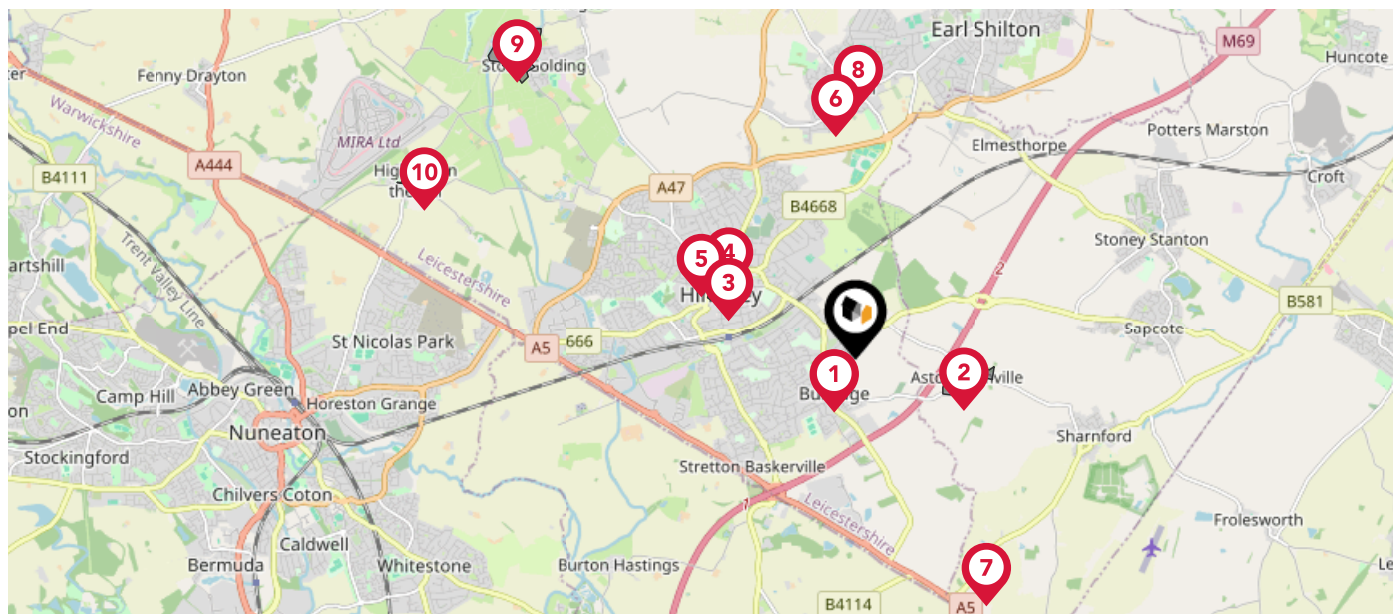 Earl Shilton
M69
9
Huncote
Fenny Drayton
8
Warwickshire
6
Potters Marston
MIRA Ltd
Elmesthorpe
A444
B4111
10
A47
Croft
B4668
Trent Valley Line
Stoney Stanton
5
4
Leicestershire
2
3
B581
pel End
Sapcote
St Nicolas Park
A5
666
1
2
Abbey Green
Camp Hill
Horeston Grange
Nuneaton
Sharnford
Stockingford
Stretton Baskerville
Chilvers Coton
1
Leicestershire
Frolesworth
Caldwell
Bermuda
Whitestone
Burton Hastings
7
B4114
A5